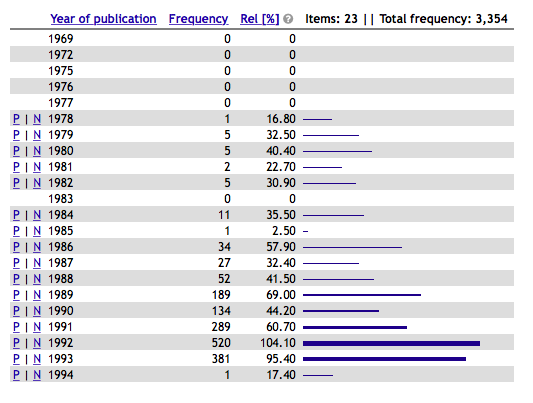 Year of publication Frequency Rel [%] ? Items: 23 || Total frequency: 3,354
1969 0 0
1972 0 0
1975 0 0
1976 0 0
1977 0 0
P | N 1978 1 16.80
P | N 1979 5 32.50
P | N 1980 5 40.40
P | N 1981 2 22.70
P | N 1982 5 30.90
1983 0 0
P | N 1984 11 35.50
P | N 1985 1 2.50
P | N 1986 34 57.90
P | N 1987 27 32.40
P | N 1988 52 41.50
P | N 1989 189 69.00
P | N 1990 134 44.20
P | N 1991 289 60.70
P | N 1992 520 104.10
P | N 1993 381 95.40
P | N 1994 1 17.40